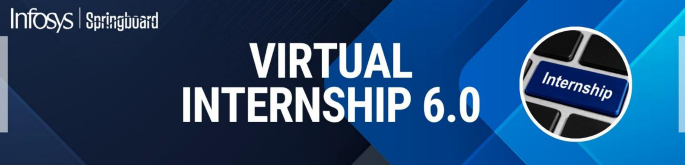 Infosys | Springboard
VIRTUAL
INTERNSHIP 6.0
Internship